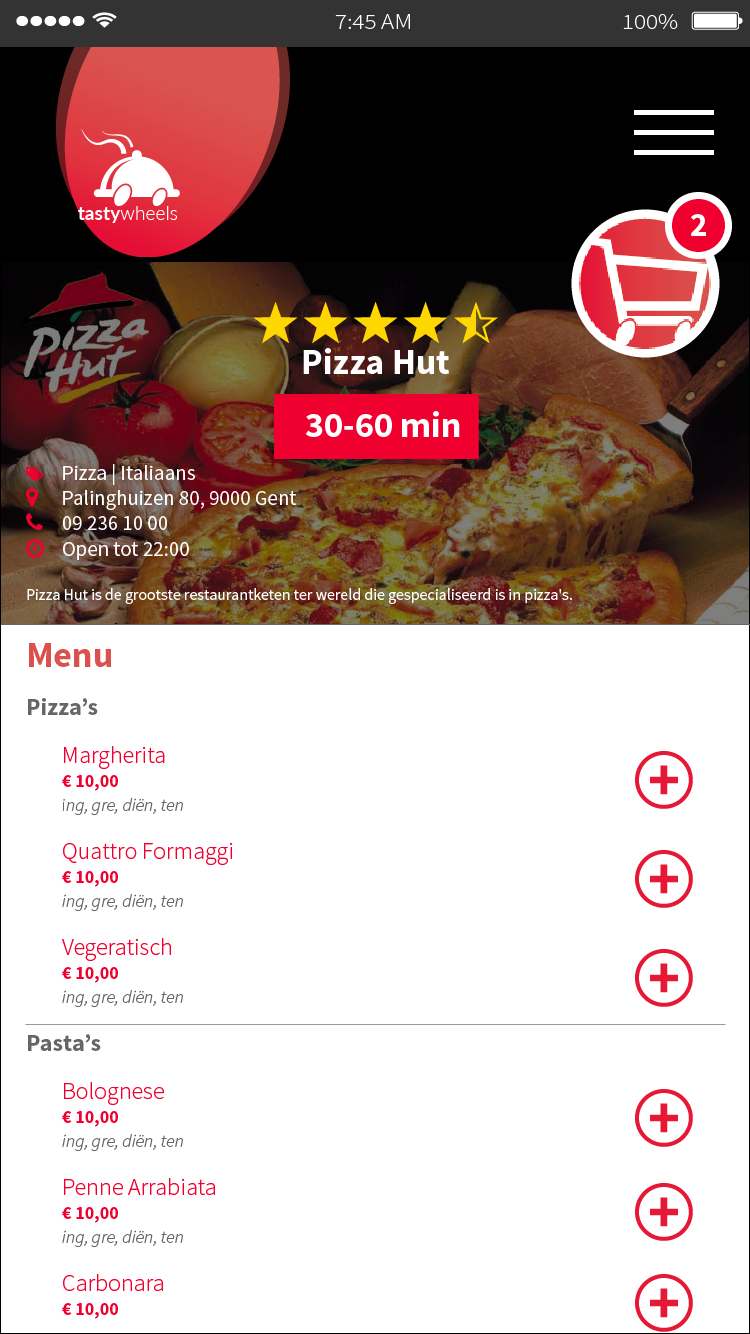 7:45 AM
100%
tastywheels
2
Pizza
Hut
Pizza Hut
30-60 min
Pizza | Italiaans
Palinghuizen 80, 9000 Gent
09 236 10 00
Open tot 22:00
Pizza Hut is de grootste restaurantketen ter wereld die gespecialiseerd is in pizza's.
Menu
Pizza’s
Margherita
€ 10,00
ing, gre, diën, ten
Quattro Formaggi
€ 10,00
ing, gre, diën, ten
Vegeratisch
€ 10,00
ing, gre, diën, ten
Pasta’s
Bolognese
€ 10,00
ing, gre, diën, ten
Penne Arrabiata
€ 10,00
ing, gre, diën, ten
Carbonara
€ 10,00